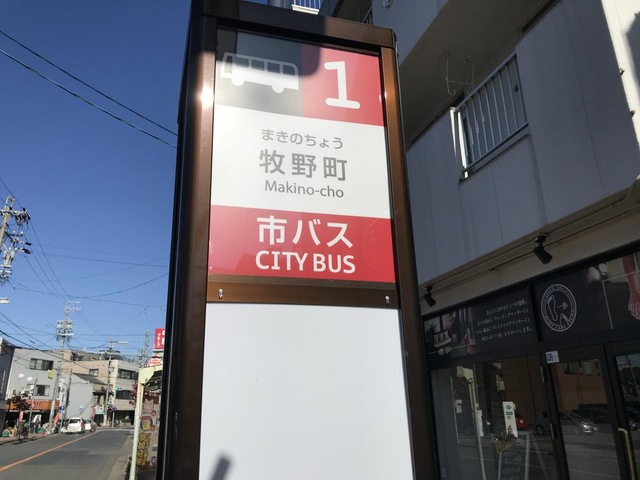 1
まきのちょう
牧野町
Makino-cho
市バス
CITY BUS